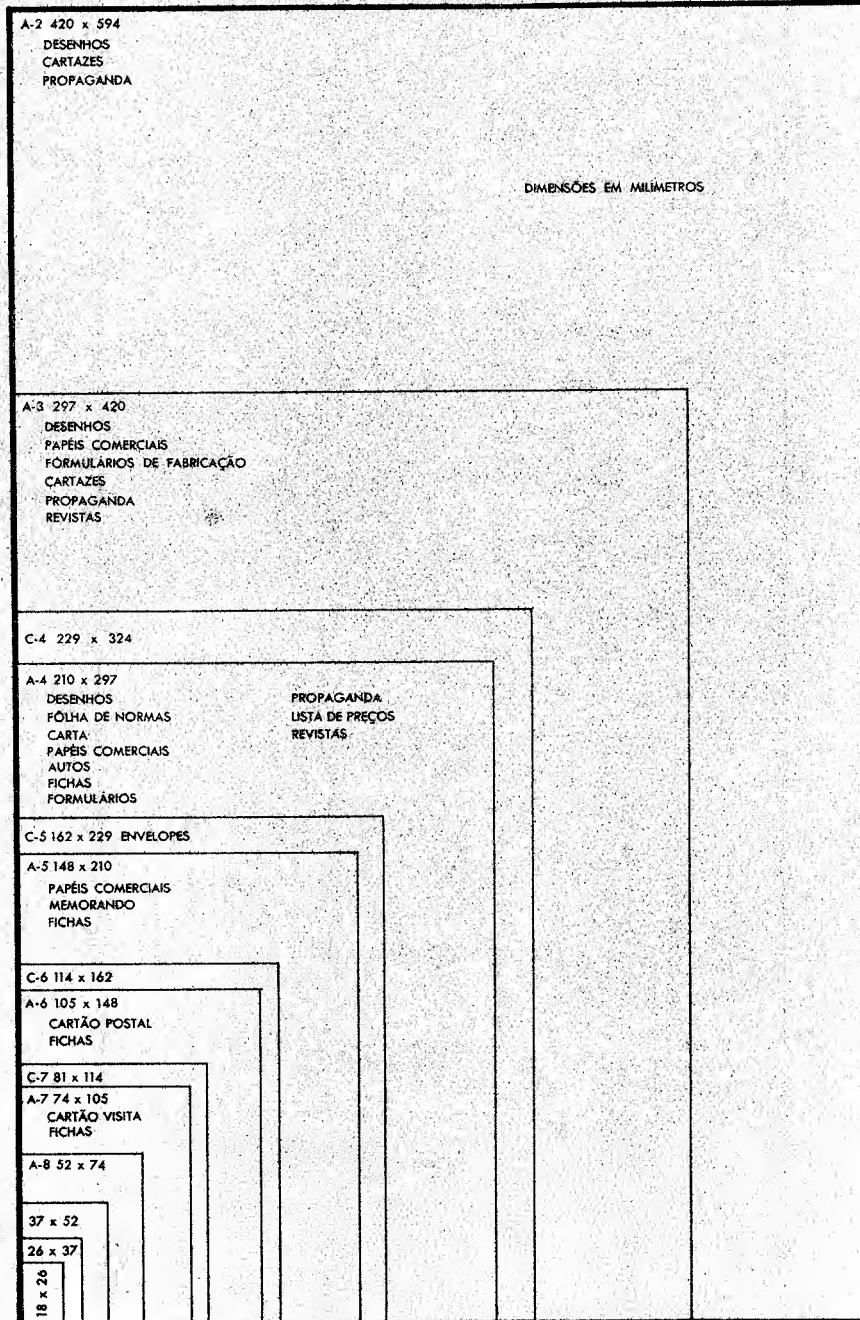 A-2 420 x 594
DESENHOS
CARTAZES
PROPAGANDA
DIMENSÕES EM MILÍMETROS
A-3 297 x 420
DESENHOS
PAPÉIS COMERCIAIS
FORMULÁRIOS DE FABRICAÇÃO
CARTAZES
PROPAGANDA
REVISTAS
C-4 229 x 324
A-4 210 x 297
DESENHOS
FÔLHA DE NORMAS
CARTA
PAPÉIS COMERCIAIS
AUTOS
FICHAS
FORMULÁRIOS
PROPAGANDA
LISTA DE PREÇOS
REVISTAS
C-5 162 x 229 ENVELOPES
A-5 148 x 210
PAPÉIS COMERCIAIS
MEMORANDO
FICHAS
C-6 114 x 162
A-6 105 x 148
CARTÃO POSTAL
FICHAS
C-7 81 x 114
A-7 74 x 105
CARTÃO VISITA
FICHAS
A-8 52 x 74
37 x 52
26 x 37
18 x 26